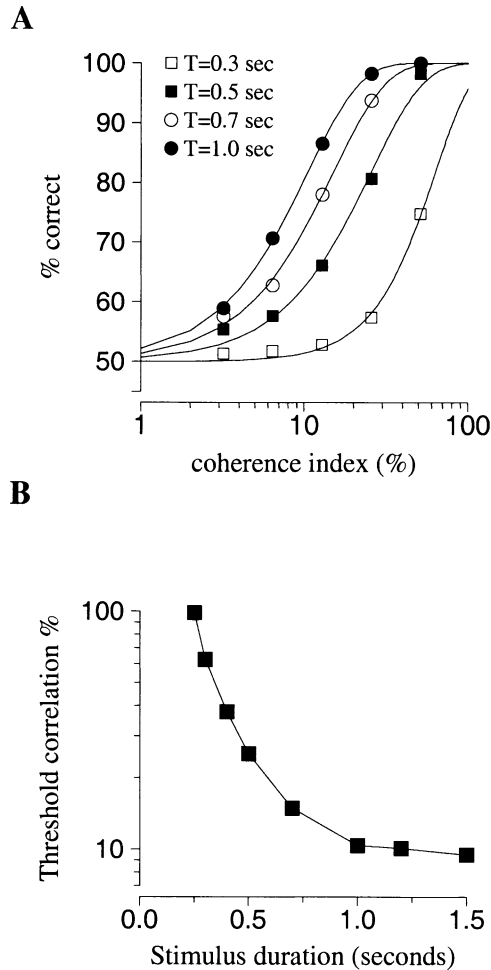 A
100
90
80
70
60
50
% correct
T=0.3 sec
T=0.5 sec
T=0.7 sec
T=1.0 sec
1 10 100
coherence index (%)
B
100
10
Threshold correlation %
0.0 0.5 1.0 1.5
Stimulus duration (seconds)